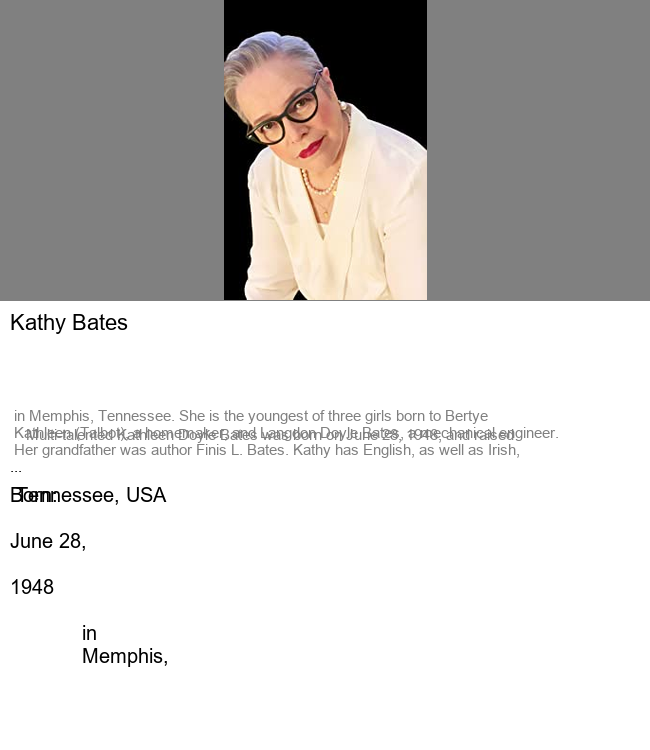 Kathy Bates
in Memphis, Tennessee. She is the youngest of three girls born to Bertye
Kathleen (Talbot), a homemaker, and Langdon Doyle Bates, a mechanical engineer.
Multi-talented Kathleen Doyle Bates was born on June 28, 1948, and raised
Her grandfather was author Finis L. Bates. Kathy has English, as well as Irish,
...
Born:
Tennessee, USA
June 28,
1948
in
Memphis,